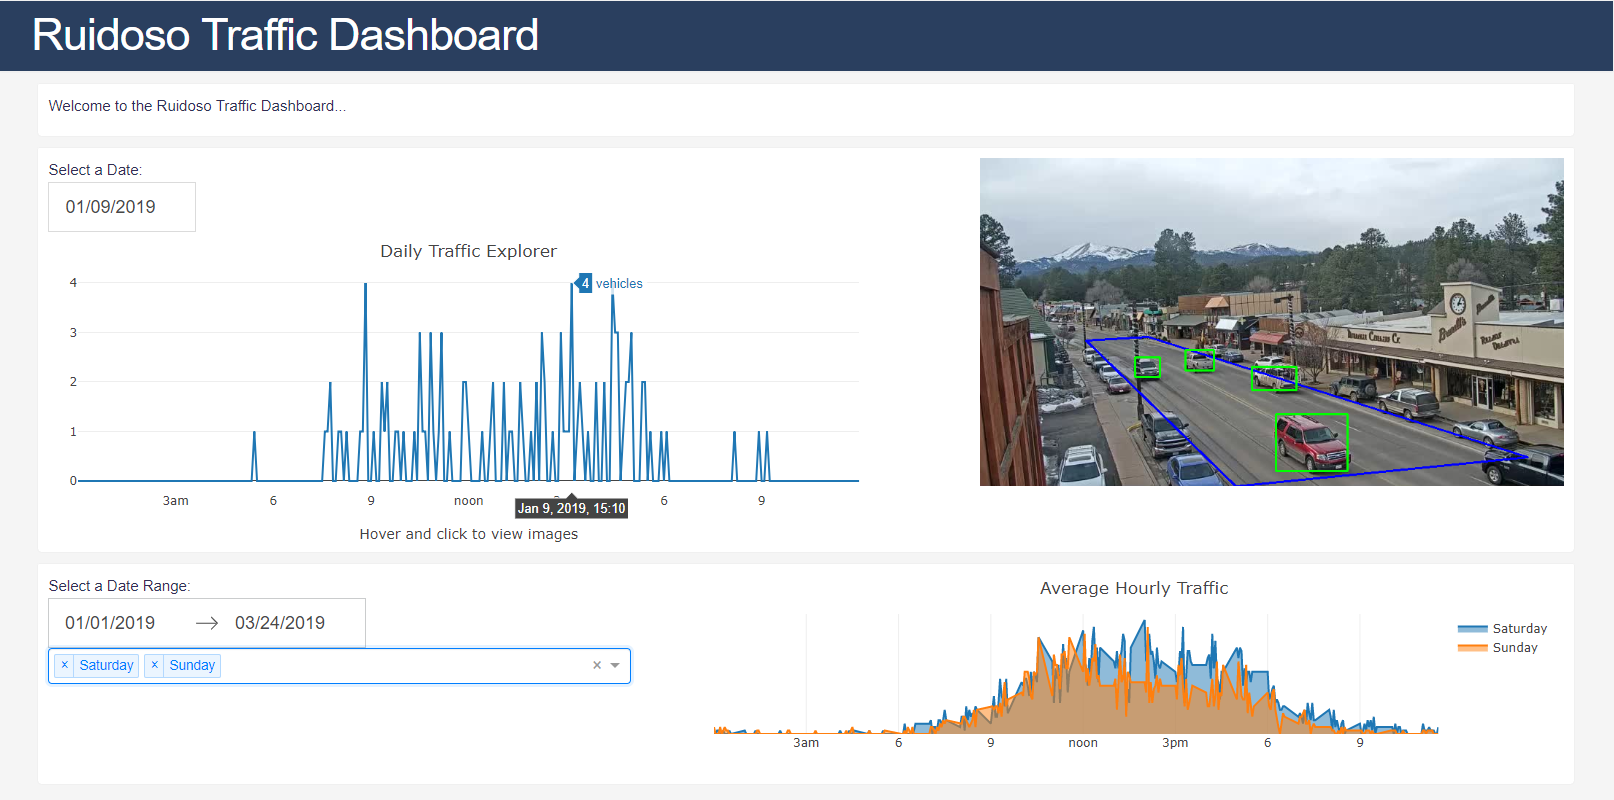 Ruidoso Traffic Dashboard
Welcome to the Ruidoso Traffic Dashboard...
Select a Date:
01/09/2019
Daily Traffic Explorer
4 vehicles
4
3
2
1
0
3am 6 9 noon 6 9
Jan 9, 2019, 15:10
Hover and click to view images
Select a Date Range:
01/01/2019 → 03/24/2019
× Saturday × Sunday ×
Average Hourly Traffic
Saturday
Sunday
3am 6 9 noon 3pm 6 9